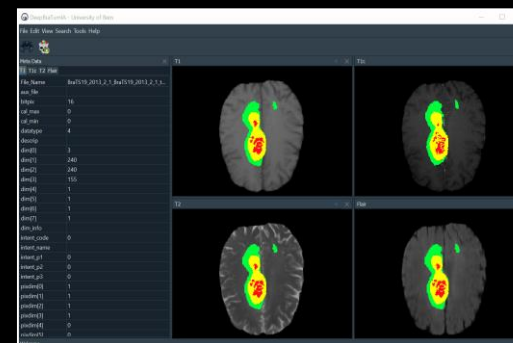 DeepBraTumIA - University of Bern
File Edit View Search Tools Help
Meta Data
T1 T1c T2 Flair
File_Name BraTS19_2013_2_1_BraTS19_2013_2_1_t...
aux_file
bitpix 16
cal_max 0
cal_min 0
datatype 4
descrip
dim[0] 3
dim[1] 240
dim[2] 240
dim[3] 155
dim[4] 1
dim[5] 1
dim[6] 1
dim[7] 1
dim_info
intent_code 0
intent_name
intent_p1 0
intent_p2 0
intent_p3 0
pixdim[0] 1
pixdim[1] 1
pixdim[2] 1
pixdim[3] 1
pixdim[4] 0
pixdim[5] 0
T1
T1c
T2
Flair